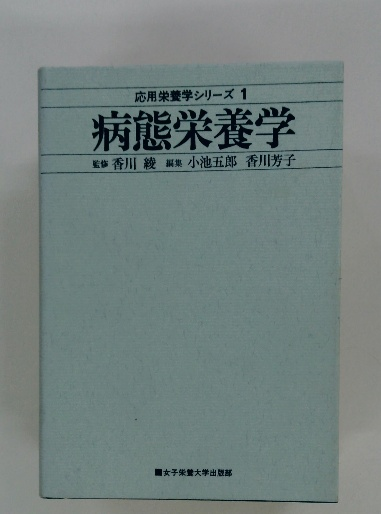 応用栄養学シリーズ 1
病態栄養学
監修 香川 綾 編集 小池五郎 香川芳子
■女子栄養大学出版部